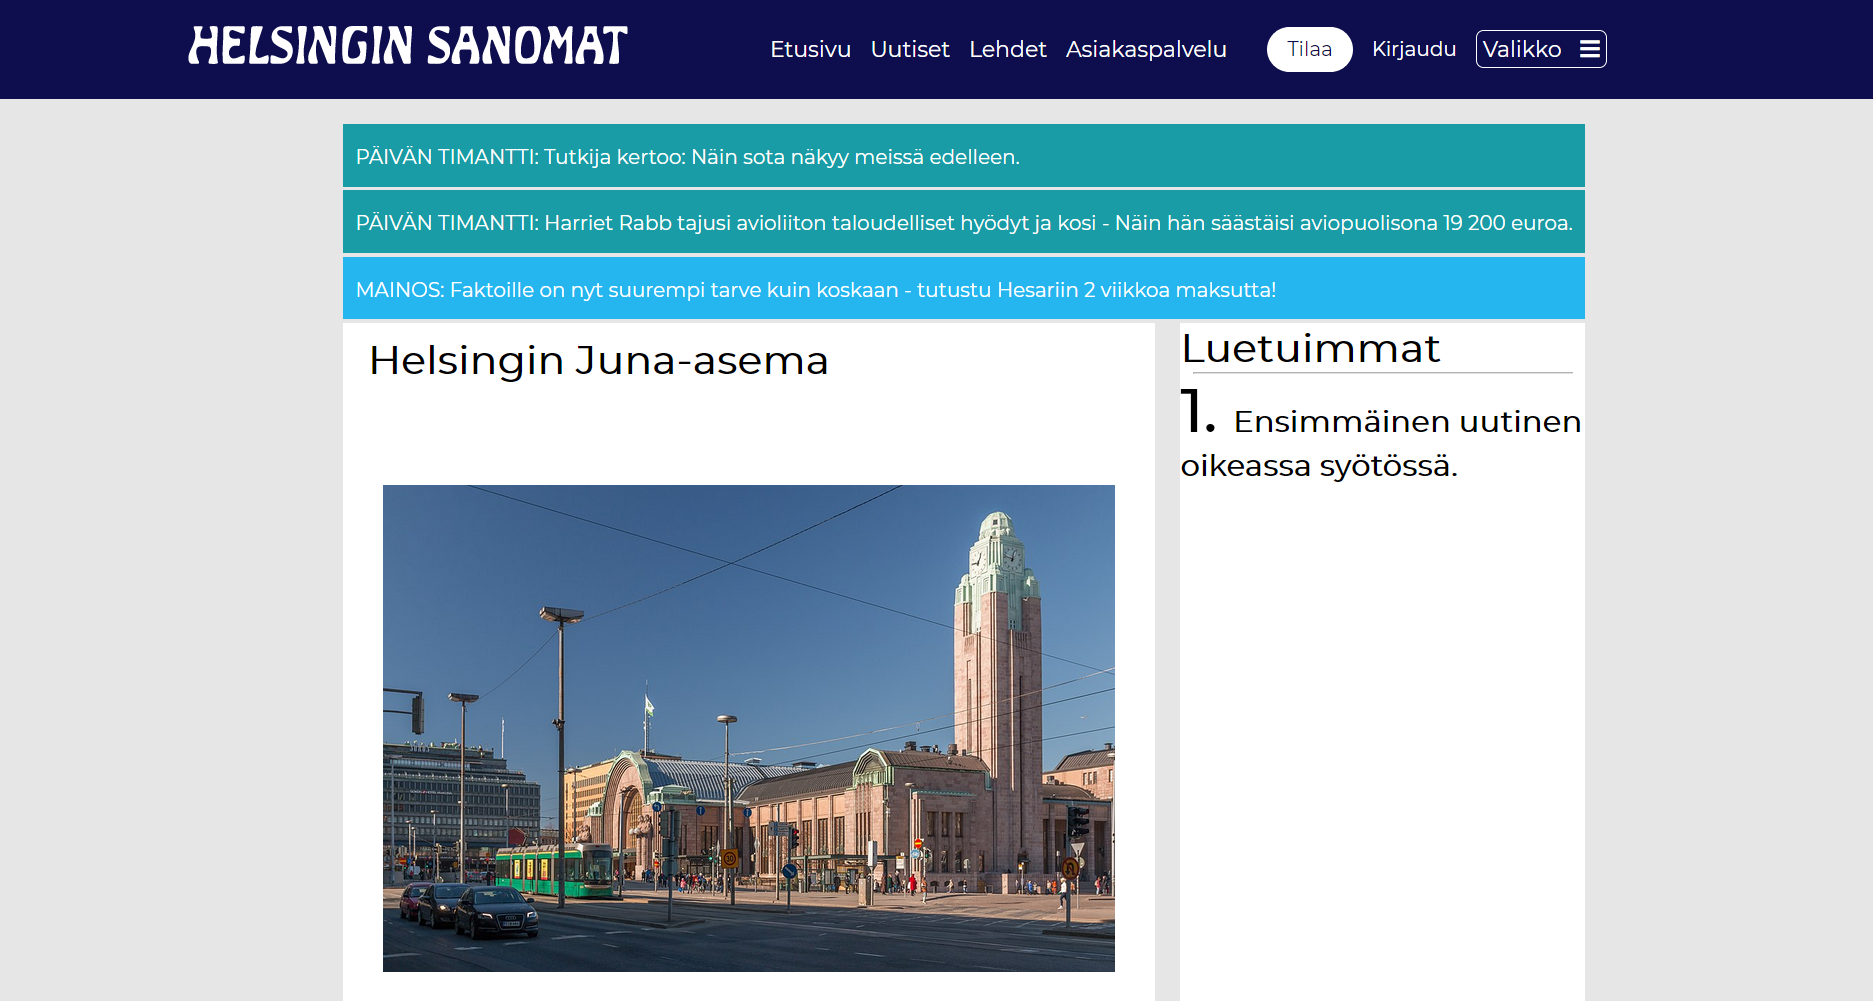 HELSINGIN SANOMAT
Etusivu Uutiset Lehdet Asiakaspalvelu Tilaa Kirjaudu Valikko
PÄIVÄN TIMANTTI: Tutkija kertoo: Näin sota näkyy meissä edelleen.
PÄIVÄN TIMANTTI: Harriet Rabb tajusi avioliiton taloudelliset hyödyt ja kosi - Näin hän säästäisi aviopuolisona 19 200 euroa.
MAINOS: Faktoille on nyt suurempi tarve kuin koskaan - tutustu Hesariin 2 viikkoa maksutta!
Helsingin Juna-asema
Luetuimmat
1. Ensimmäinen uutinen
oikeassa syötössä.